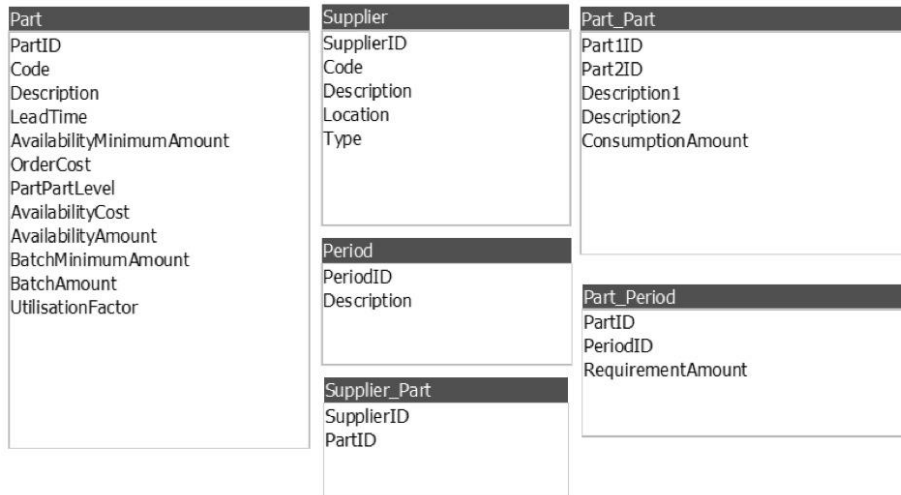 Part
PartID
Code
Description
LeadTime
AvailabilityMinimumAmount
OrderCost
PartPartLevel
AvailabilityCost
AvailabilityAmount
BatchMinimumAmount
BatchAmount
UtilisationFactor
Supplier
SupplierID
Code
Description
Location
Type
Period
PeriodID
Description
Supplier_Part
SupplierID
PartID
Part_Part
Part1ID
Part2ID
Description1
Description2
ConsumptionAmount
Part_Period
PartID
PeriodID
RequirementAmount